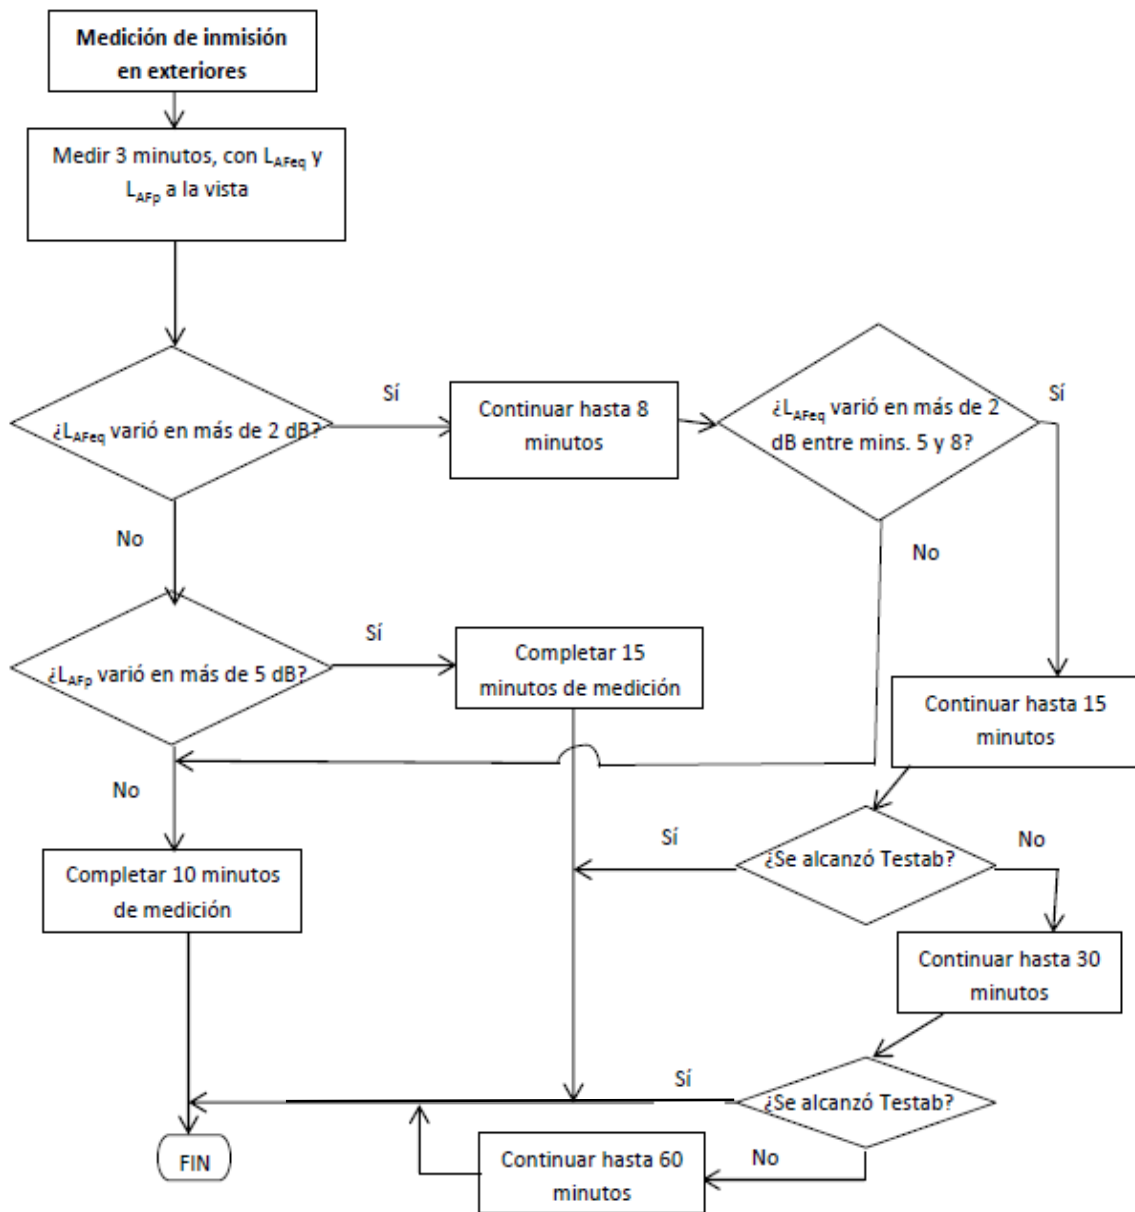 Medición de inmisión
en exteriores
Medir 3 minutos, con LAFeq y
LAFp a la vista
¿LAFeq varió en más de 2 dB?
Sí
Continuar hasta 8
minutos
¿LAFeq varió en más de 2
dB entre mins. 5 y 8?
Sí
No
No
¿LAFp varió en más de 5 dB?
Sí
Completar 15
minutos de medición
Continuar hasta 15
minutos
No
Completar 10 minutos
de medición
Sí
¿Se alcanzó Testab?
No
Continuar hasta 30
minutos
Sí
¿Se alcanzó Testab?
No
Continuar hasta 60
minutos
FIN